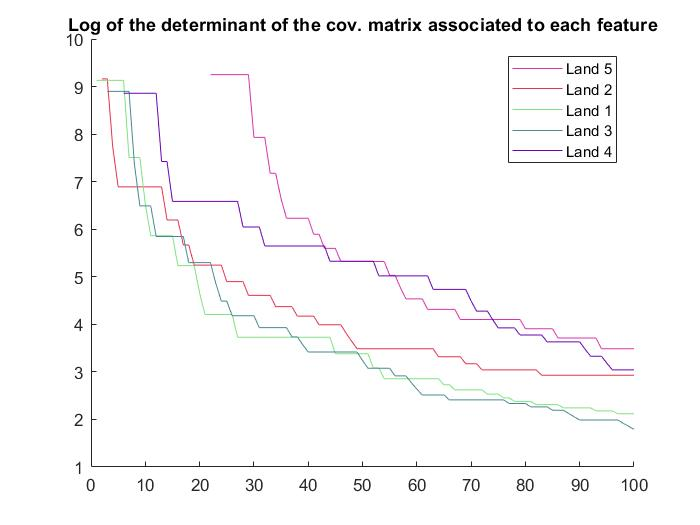 Log of the determinant of the cov. matrix associated to each feature
10
9
8
7
6
5
4
3
2
1
0 10 20 30 40 50 60 70 80 90 100
Land 5
Land 2
Land 1
Land 3
Land 4